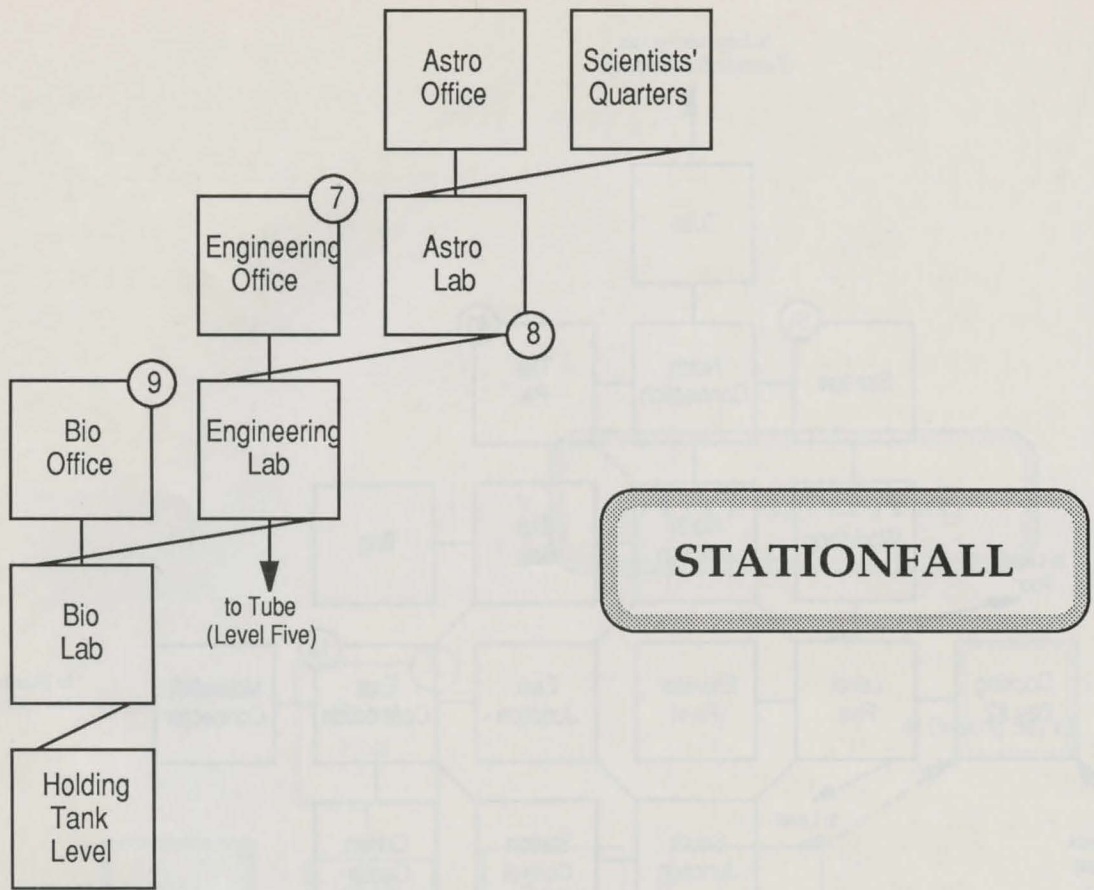 Astro
Office
Scientists'
Quarters
7
Engineering
Office
Astro
Lab
8
9
Bio
Office
Engineering
Lab
STATIONFALL
Bio
Lab
to Tube
(Level Five)
Holding
Tank
Level